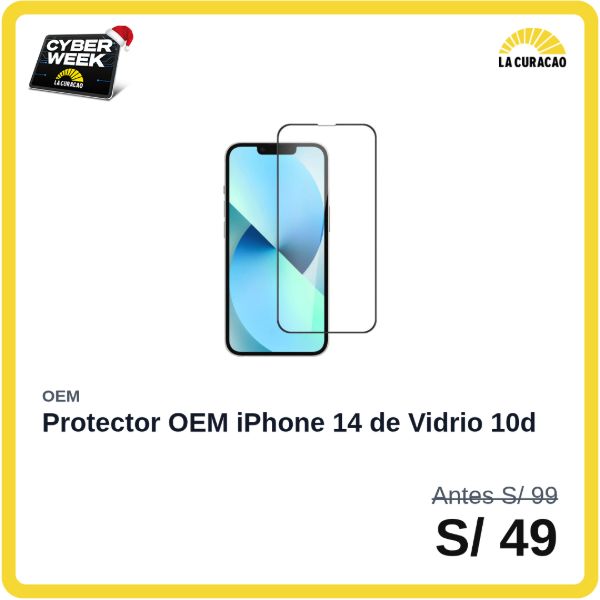 CYBER
WEEK
LA CURACAO
LA CURACAO
OEM
Protector OEM iPhone 14 de Vidrio 10d
Antes S/ 99
S/ 49